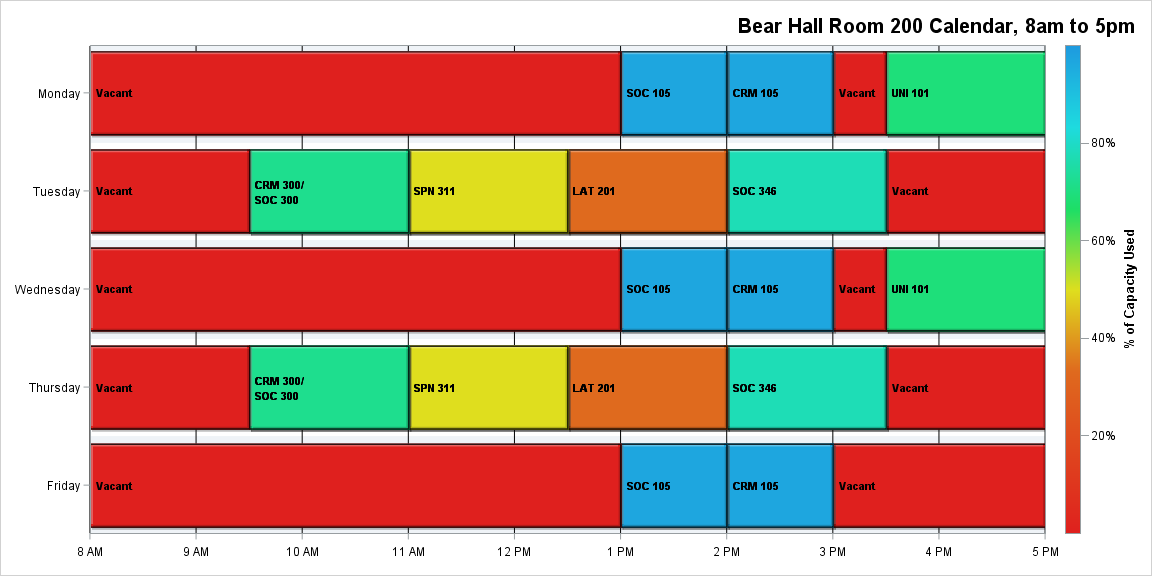 Bear Hall Room 200 Calendar, 8am to 5pm
Monday
Vacant
SOC 105
CRM 105
Vacant
UNI 101
Tuesday
Vacant
CRM 300/
SOC 300
SPN 311
LAT 201
SOC 346
Vacant
Wednesday
Vacant
SOC 105
CRM 105
Vacant
UNI 101
Thursday
Vacant
CRM 300/
SOC 300
SPN 311
LAT 201
SOC 346
Vacant
Friday
Vacant
SOC 105
CRM 105
Vacant
8 AM
9 AM
10 AM
11 AM
12 PM
1 PM
2 PM
3 PM
4 PM
5 PM
80%
60%
40%
20%
% of Capacity Used